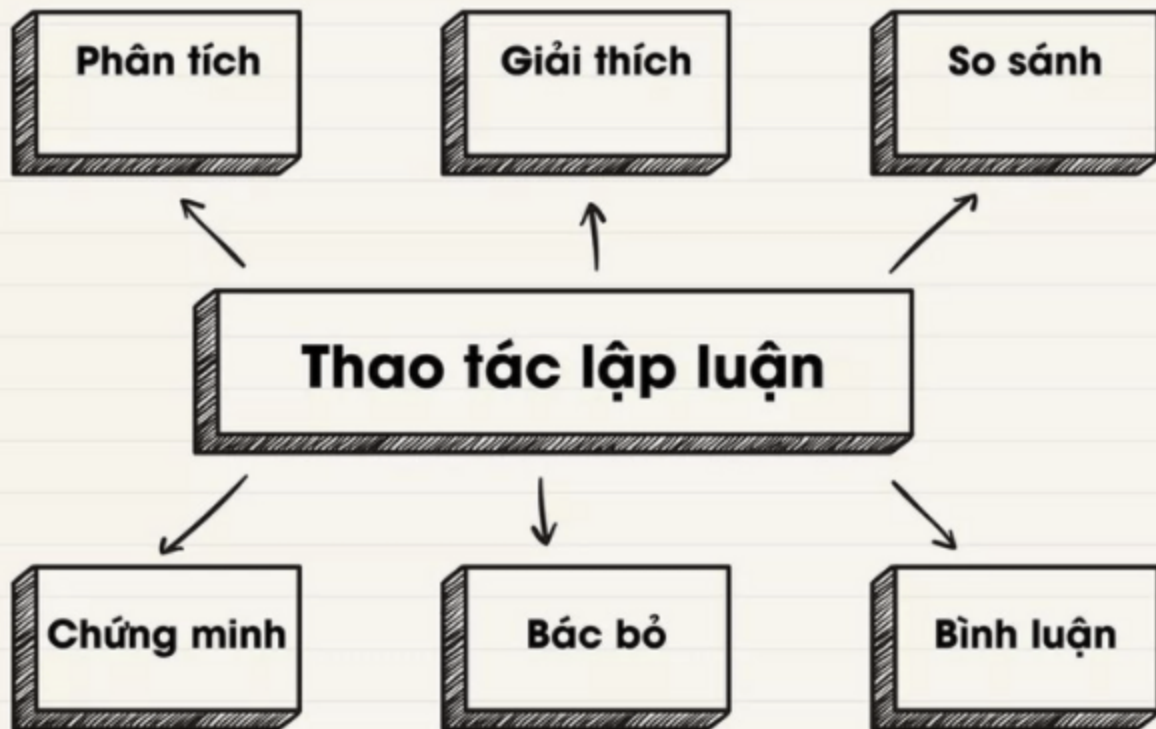 Phân tích
Giải thích
So sánh
Thao tác lập luận
Chứng minh
Bác bỏ
Bình luận